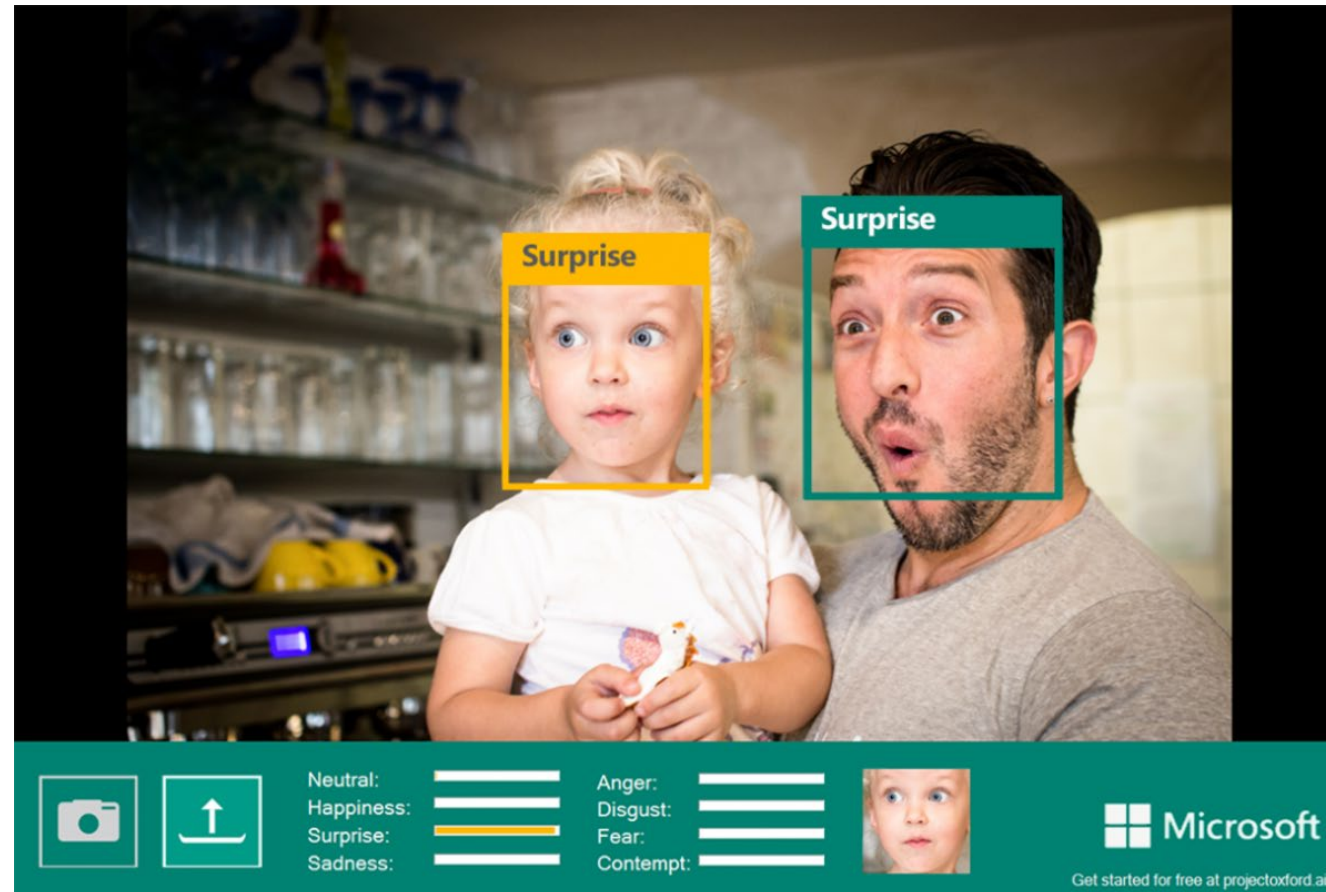 Surprise
Surprise
Neutral:
Happiness:
Surprise:
Sadness:
Anger:
Disgust:
Fear:
Contempt:
Microsoft
Get started for free at projectoxford.ai